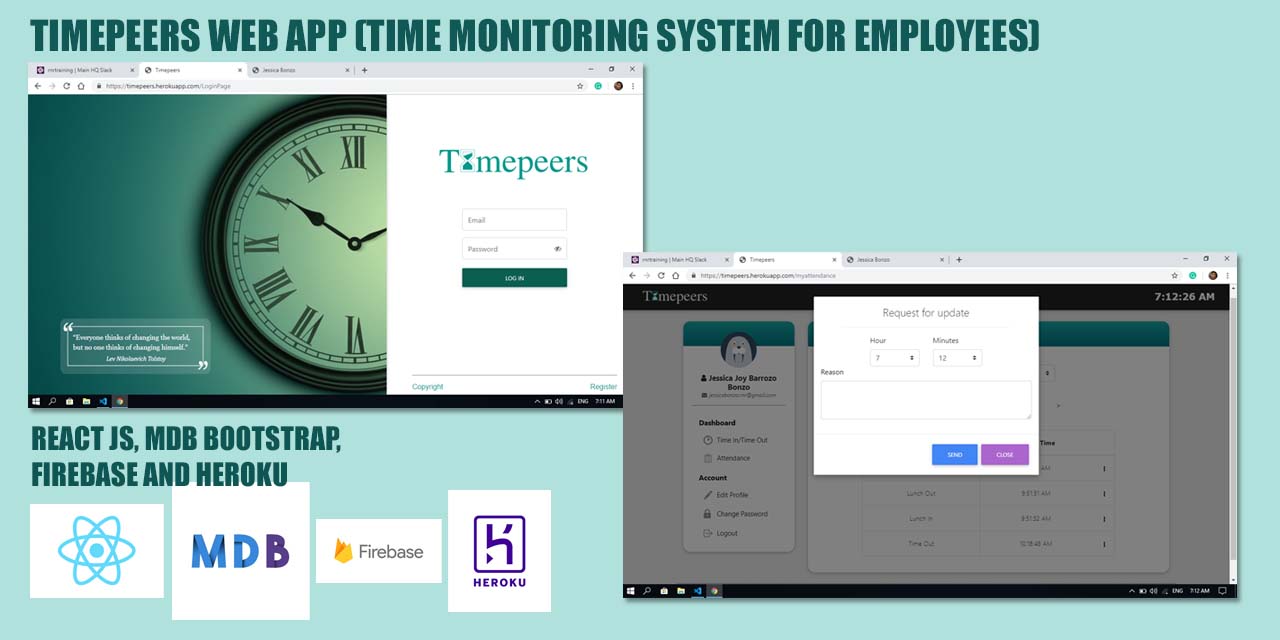 TIMEPEERS WEB APP (TIME MONITORING SYSTEM FOR EMPLOYEES)
mrtraining | Main HQ Slack
Timepeers
Jessica Bonzo
https://timepeers.herokuapp.com/LoginPage
XII
Timepeers
Email
Password
LOG IN
“Everyone thinks of changing the world,
but no one thinks of changing himself.”
Lev Nikolaevich Tolstoy
Copyright
Register
ENG
7:11 AM
mrtraining | Main HQ Slack
Timepeers
Jessica Bonzo
https://timepeers.herokuapp.com/myattendance
Timepeers
7:12:26 AM
Request for update
Hour
Minutes
7
12
Reason
SEND
CLOSE
Jessica Joy Barrozo
Bonzo
jessicabonzo.mr@gmail.com
Dashboard
Time In/Time Out
Attendance
Account
Edit Profile
Change Password
Logout
Time
AM
Lunch Out
9:51:31 AM
Lunch In
9:51:32 AM
Time Out
10:18:48 AM
ENG
7:12 AM
REACT JS, MDB BOOTSTRAP,
FIREBASE AND HEROKU
MDB
Firebase
HEROKU